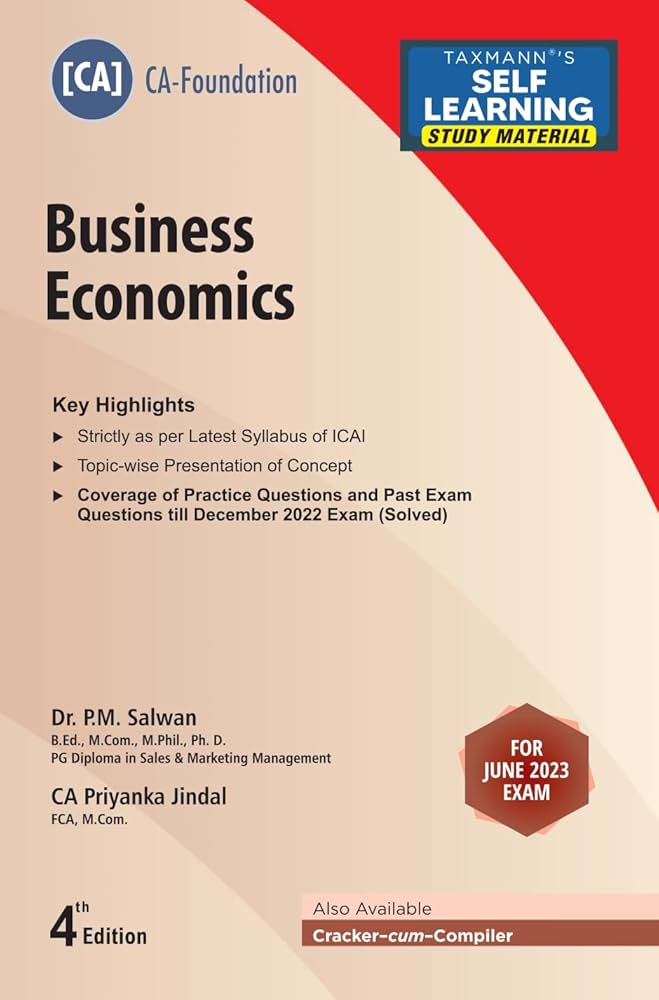 [CA] CA-Foundation
TAXMANN®'S
SELF
LEARNING
STUDY MATERIAL
Business
Economics
Key Highlights
► Strictly as per Latest Syllabus of ICAI
► Topic-wise Presentation of Concept
► Coverage of Practice Questions and Past Exam
Questions till December 2022 Exam (Solved)
Dr. P.M. Salwan
B.Ed., M.Com., M.Phil., Ph. D.
PG Diploma in Sales & Marketing Management
CA Priyanka Jindal
FCA, M.Com.
FOR
JUNE 2023
EXAM
4th Edition
Also Available
Cracker–cum–Compiler